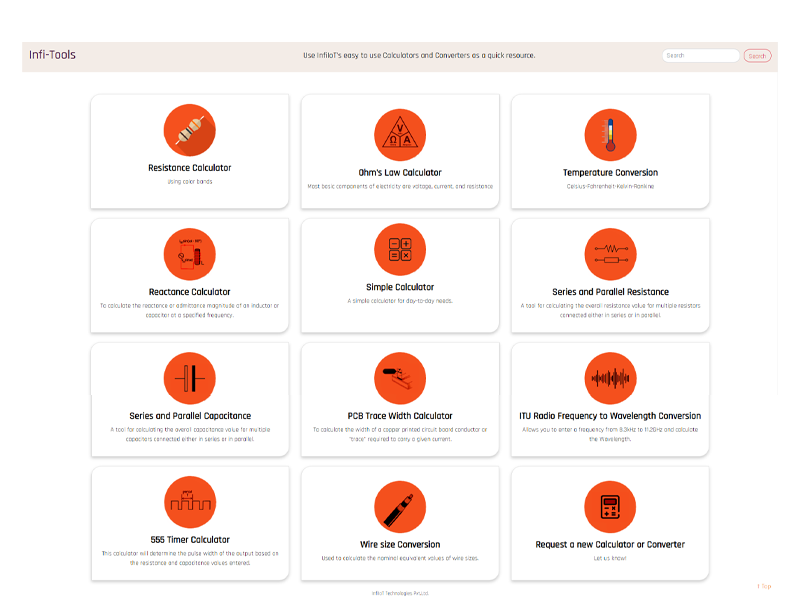 Infi-Tools
Use InfiIoT's easy to use Calculators and Converters as a quick resource.
Search
Search
Resistance Calculator
Using color bands
V
Ω A
Ohm's Law Calculator
Most basic components of electricity are voltage, current, and resistance
Temperature Conversion
Celsius-Fahrenheit-Kelvin-Rankine
Reactance Calculator
To calculate the reactance or admittance magnitude of an inductor or
capacitor at a specified frequency.
Simple Calculator
A simple calculator for day-to-day needs.
Series and Parallel Resistance
A tool for calculating the overall resistance value for multiple resistors
connected either in series or in parallel.
Series and Parallel Capacitance
A tool for calculating the overall capacitance value for multiple
capacitors connected either in series or in parallel.
PCB Trace Width Calculator
To calculate the width of a copper printed circuit board conductor or
"trace" required to carry a given current.
ITU Radio Frequency to Wavelength Conversion
Allows you to enter a frequency from 8.3kHz to 11.2GHz and calculate
the Wavelength.
555 Timer Calculator
This calculator will determine the pulse width of the output based on
the resistance and capacitance values entered.
Wire size Conversion
Used to calculate the nominal equivalent values of wire sizes.
Request a new Calculator or Converter
Let us know!